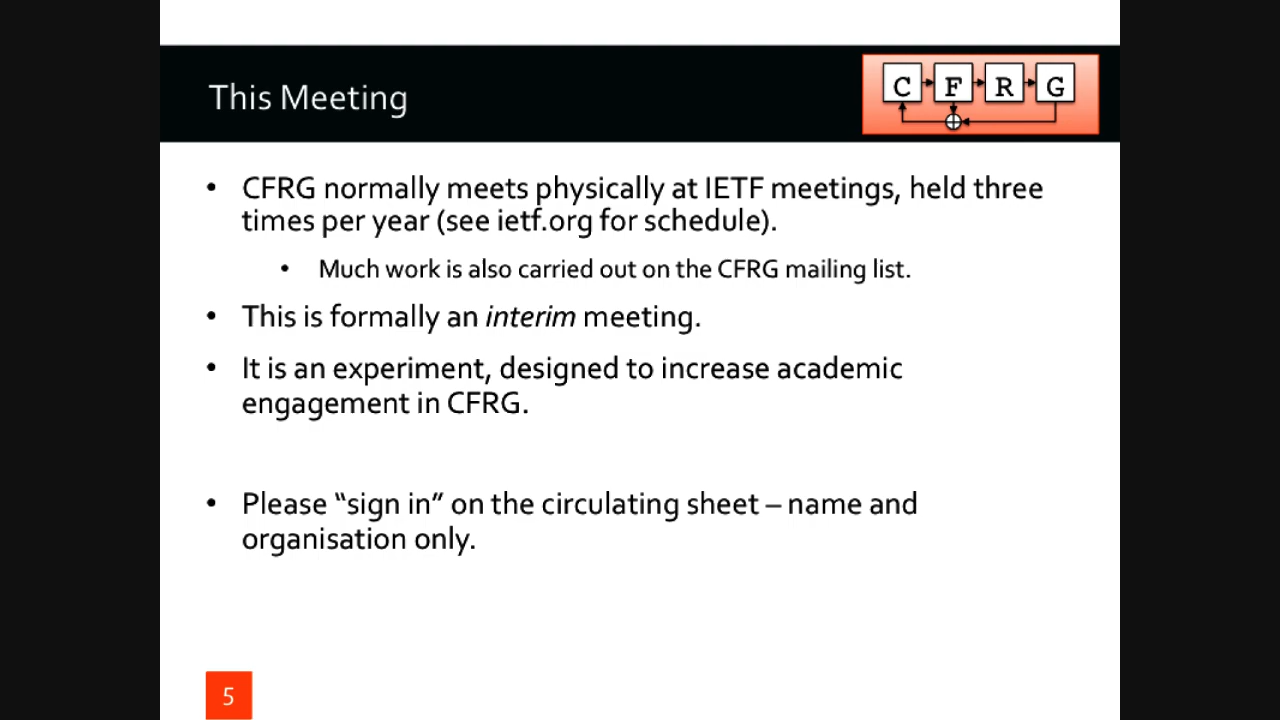 This Meeting
C F R G
• CFRG normally meets physically at IETF meetings, held three
times per year (see ietf.org for schedule).
• Much work is also carried out on the CFRG mailing list.
• This is formally an interim meeting.
• It is an experiment, designed to increase academic
engagement in CFRG.
• Please “sign in” on the circulating sheet – name and
organisation only.
5